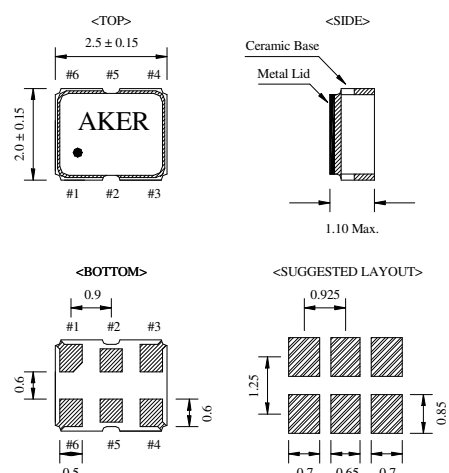 <TOP>
2.5 ± 0.15
#6 #5 #4
2.0 ± 0.15
AKER
#1 #2 #3
<SIDE>
Ceramic Base
Metal Lid
1.10 Max.
<BOTTOM>
0.9
#1 #2 #3
0.6
0.6
#6 #5 #4
0.5
<SUGGESTED LAYOUT>
0.925
1.25
0.85
0.7 0.65 0.7